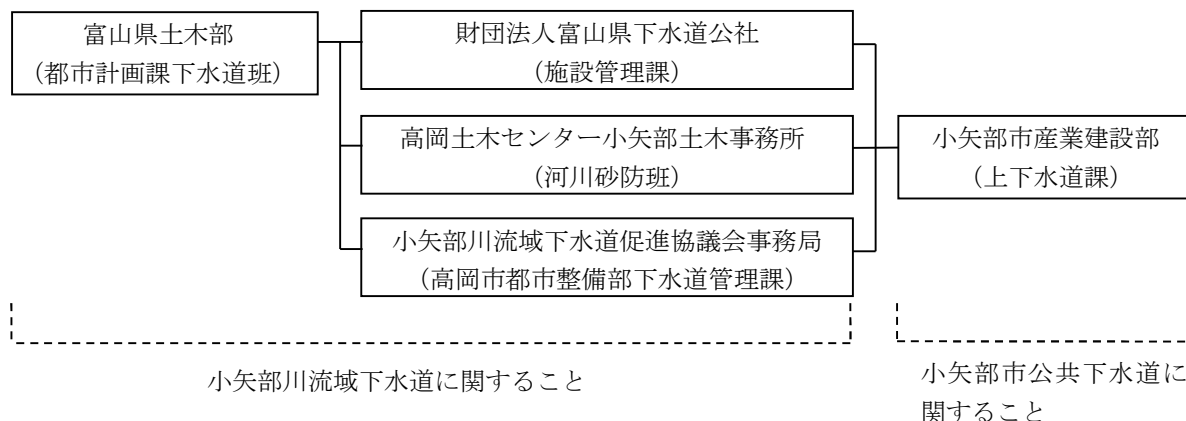 富山県土木部
(都市計画課下水道班)
財団法人富山県下水道公社
(施設管理課)
高岡土木センター小矢部土木事務所
(河川砂防班)
小矢部市産業建設部
(上下水道課)
小矢部川流域下水道促進協議会事務局
(高岡市都市整備部下水道管理課)
小矢部川流域下水道に関すること
小矢部市公共下水道に
関すること